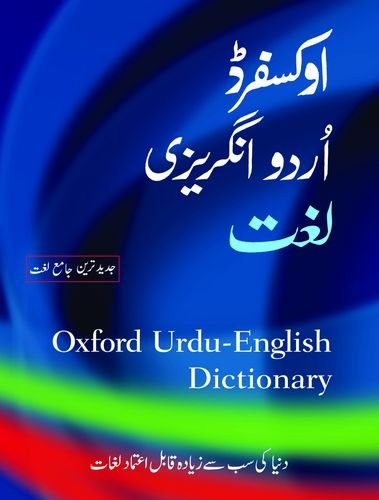 اوکسفرڈ
اُردو انگریزی
لغت
جدید ترین جامع لغت
Oxford Urdu-English
Dictionary
دنیا کی سب سے زیادہ قابل اعتماد لغات